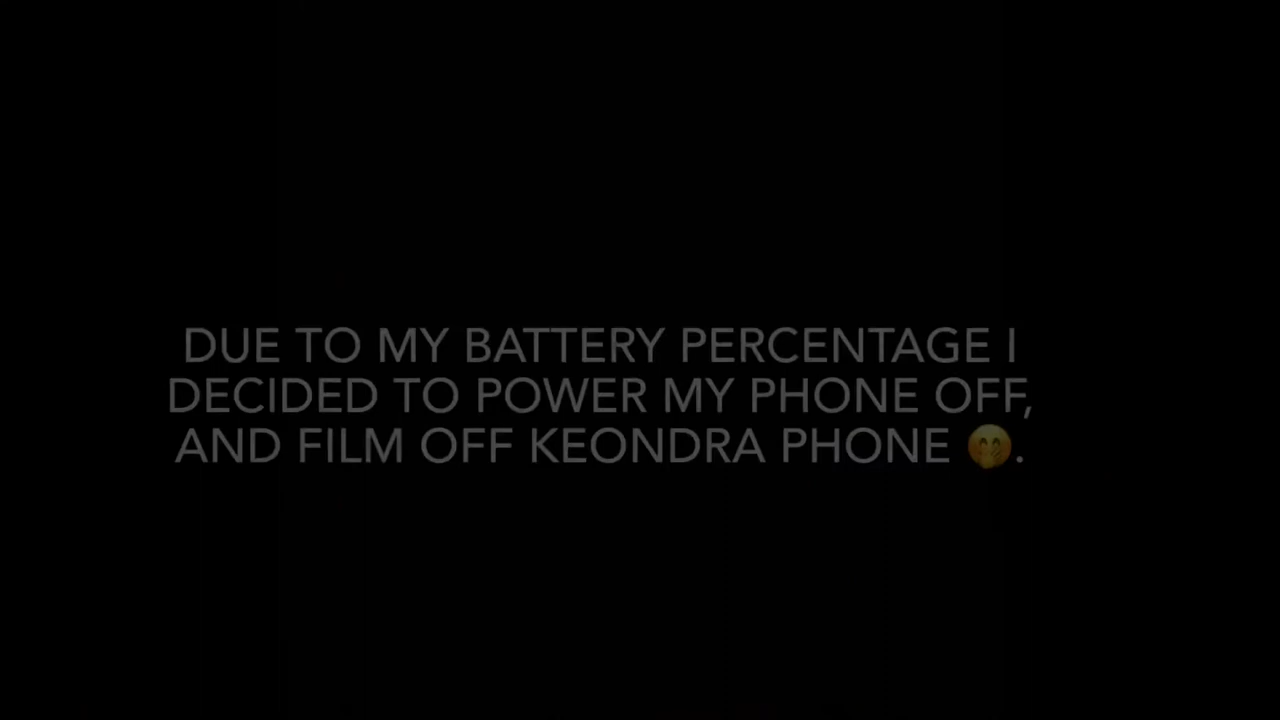 DUE TO MY BATTERY PERCENTAGE I
DECIDED TO POWER MY PHONE OFF,
AND FILM OFF KEONDRA PHONE 🤭.